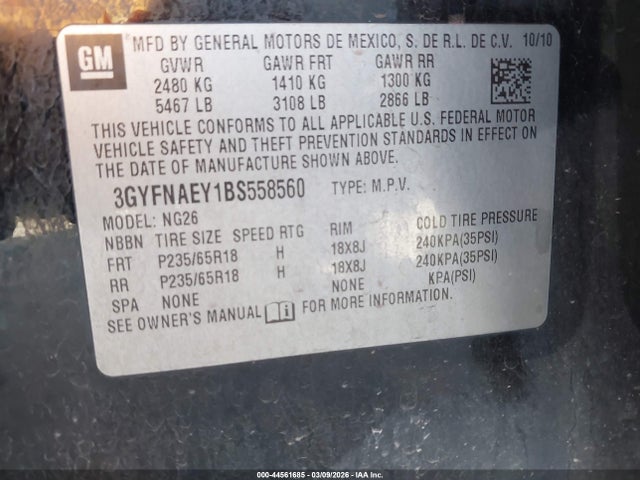 GM MFD BY GENERAL MOTORS DE MEXICO, S. DE R.L. DE C.V. 10/10
GVWR GAWR FRT GAWR RR
2480 KG 1410 KG 1300 KG
5467 LB 3108 LB 2866 LB
THIS VEHICLE CONFORMS TO ALL APPLICABLE U.S. FEDERAL MOTOR
VEHICLE SAFETY AND THEFT PREVENTION STANDARDS IN EFFECT ON
THE DATE OF MANUFACTURE SHOWN ABOVE.
3GYFNAEY1BS558560 TYPE: M.P.V.
MODEL: NG26
NBBN TIRE SIZE SPEED RTG RIM COLD TIRE PRESSURE
FRT P235/65R18 H 18X8J 240KPA(35PSI)
RR P235/65R18 H 18X8J 240KPA(35PSI)
SPA NONE NONE KPA(PSI)
SEE OWNER'S MANUAL FOR MORE INFORMATION.
000-44561685 - 03/09/2026 - IAA Inc.